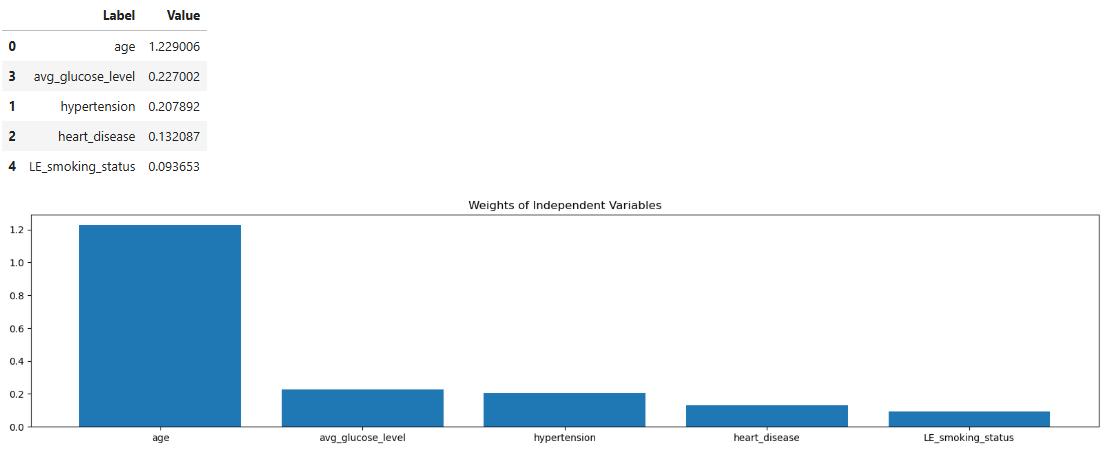 Label Value
0 age 1.229006
3 avg_glucose_level 0.227002
1 hypertension 0.207892
2 heart_disease 0.132087
4 LE_smoking_status 0.093653
Weights of Independent Variables
1.2
1.0
0.8
0.6
0.4
0.2
0.0
age avg_glucose_level hypertension heart_disease LE_smoking_status